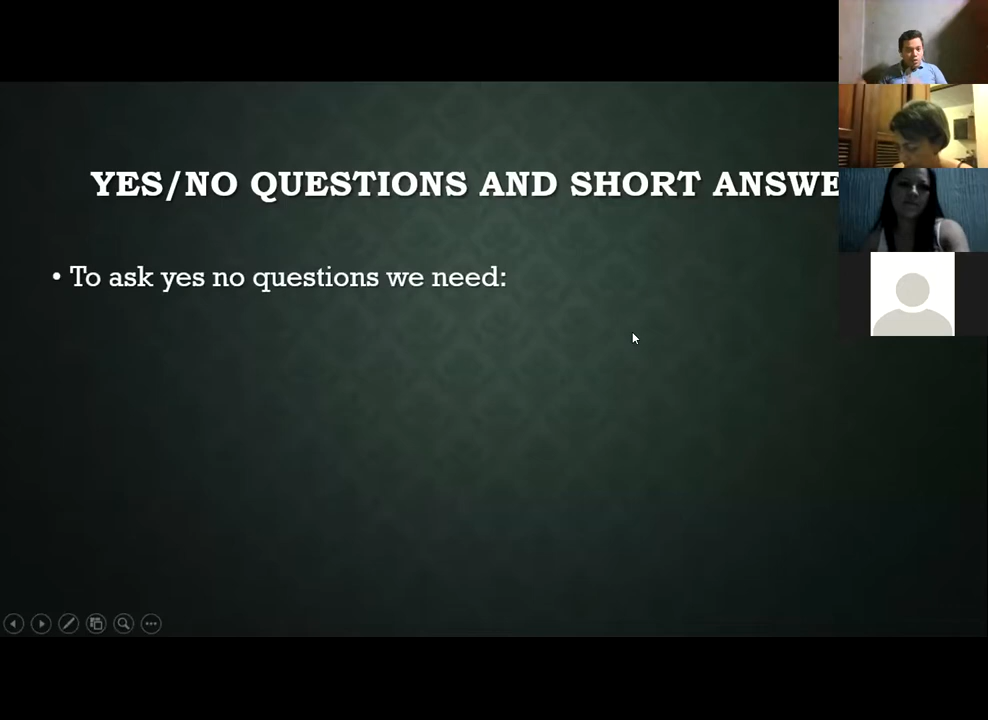 YES/NO QUESTIONS AND SHORT ANSWE
• To ask yes no questions we need: